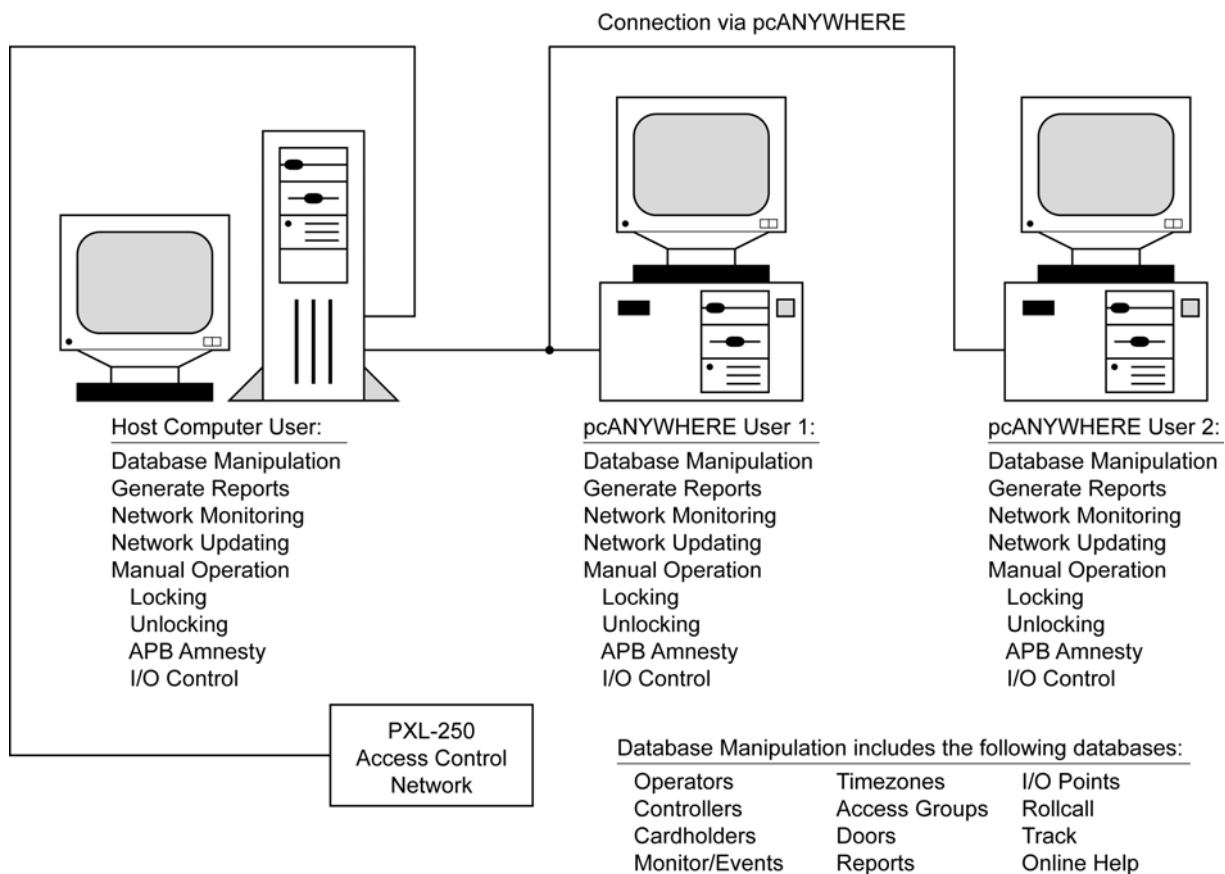 Connection via pcANYWHERE
Host Computer User:
Database Manipulation
Generate Reports
Network Monitoring
Network Updating
Manual Operation
Locking
Unlocking
APB Amnesty
I/O Control
pcANYWHERE User 1:
Database Manipulation
Generate Reports
Network Monitoring
Network Updating
Manual Operation
Locking
Unlocking
APB Amnesty
I/O Control
pcANYWHERE User 2:
Database Manipulation
Generate Reports
Network Monitoring
Network Updating
Manual Operation
Locking
Unlocking
APB Amnesty
I/O Control
PXL-250
Access Control
Network
Database Manipulation includes the following databases:
Operators Timezones I/O Points
Controllers Access Groups Rollcall
Cardholders Doors Track
Monitor/Events Reports Online Help